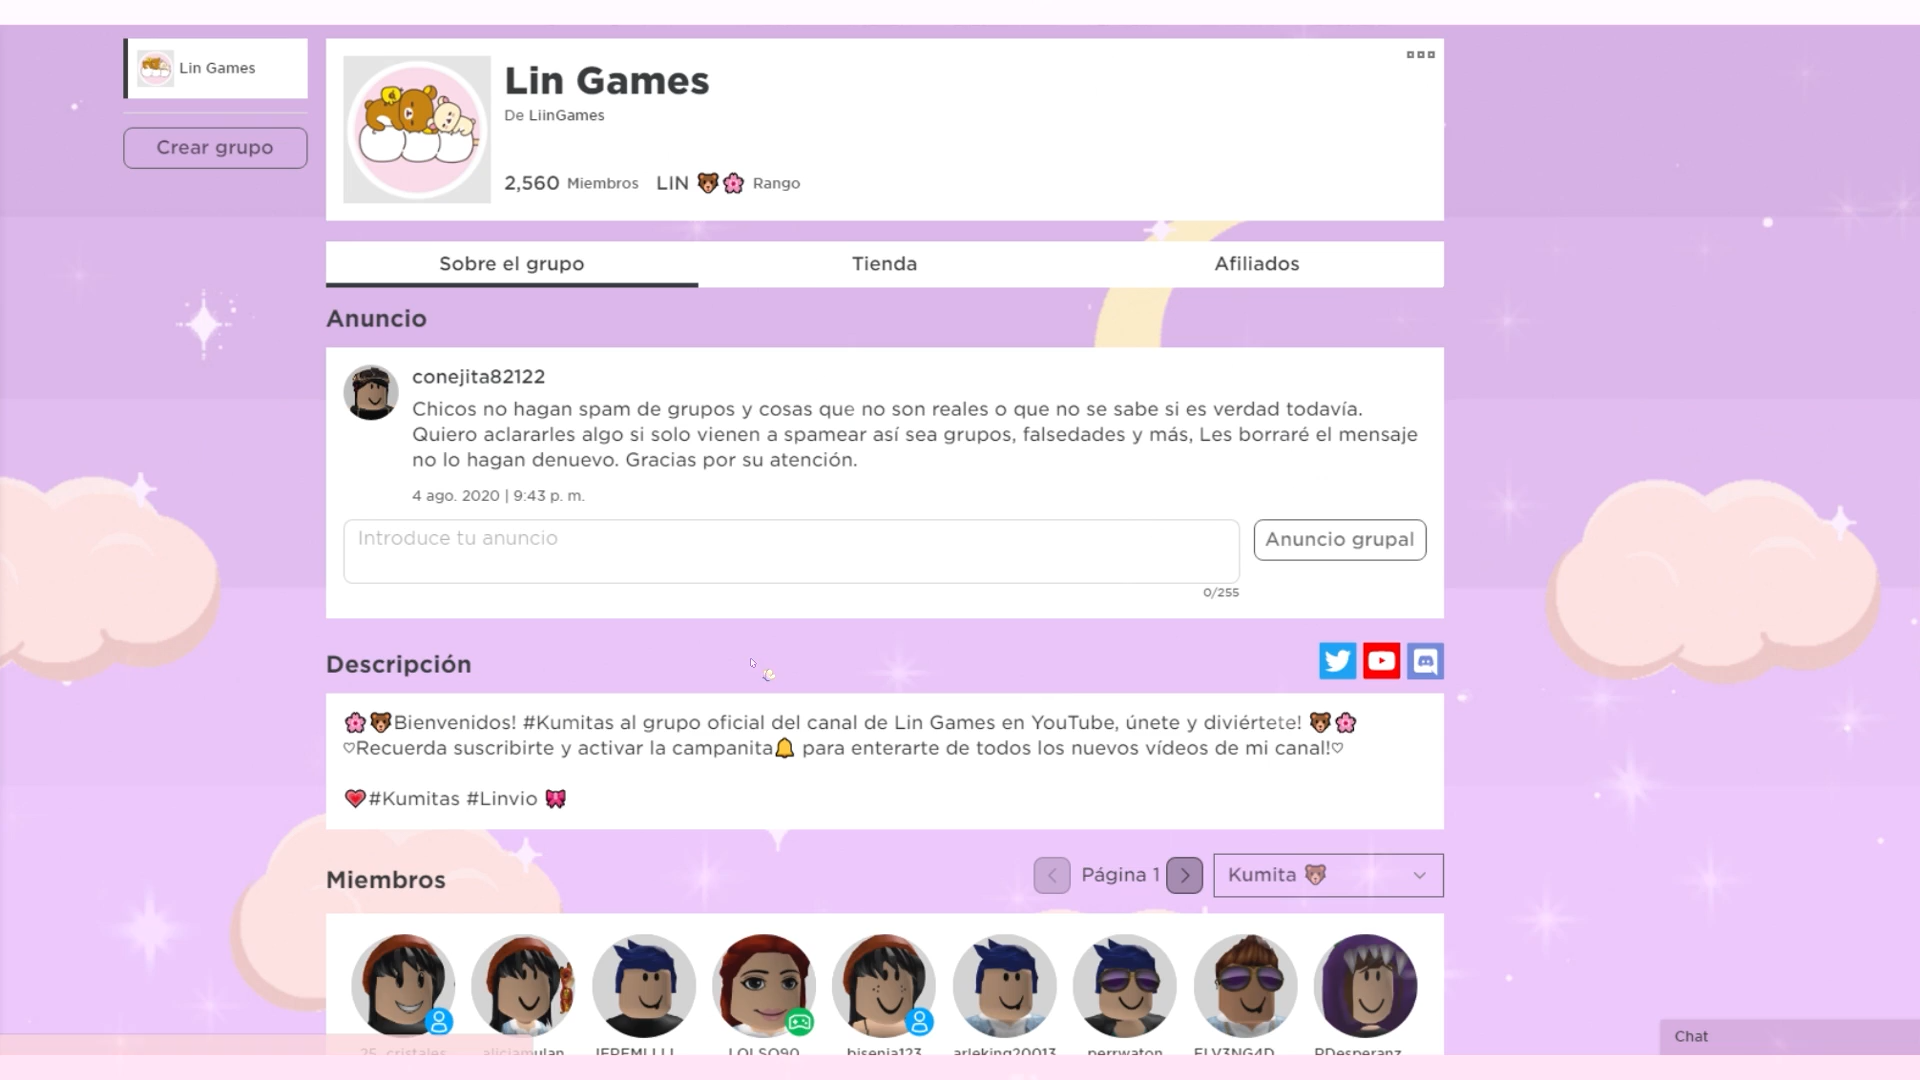 Lin Games
Crear grupo
Lin Games
De LiinGames
2,560 Miembros LIN 🐻🌸 Rango
Sobre el grupo
Tienda
Afiliados
Anuncio
conejita82122
Chicos no hagan spam de grupos y cosas que no son reales o que no se sabe si es verdad todavía.
Quiero aclararles algo si solo vienen a spamear así sea grupos, falsedades y más, Les borraré el mensaje
no lo hagan denuevo. Gracias por su atención.
4 ago. 2020 | 9:43 p. m.
Introduce tu anuncio
Anuncio grupal
0/255
Descripción
🌸🐻Bienvenidos! #Kumitas al grupo oficial del canal de Lin Games en YouTube, únete y diviértete! 🐻🌸
♡Recuerda suscribirte y activar la campanita🔔 para enterarte de todos los nuevos vídeos de mi canal!♡
💗#Kumitas #Linvio 🎀
Miembros
Página 1
Kumita 🐻
25_cristales aliciamulan LOLSO90 bisenia123 arleking20013 perrwaton RDesperanz
Chat